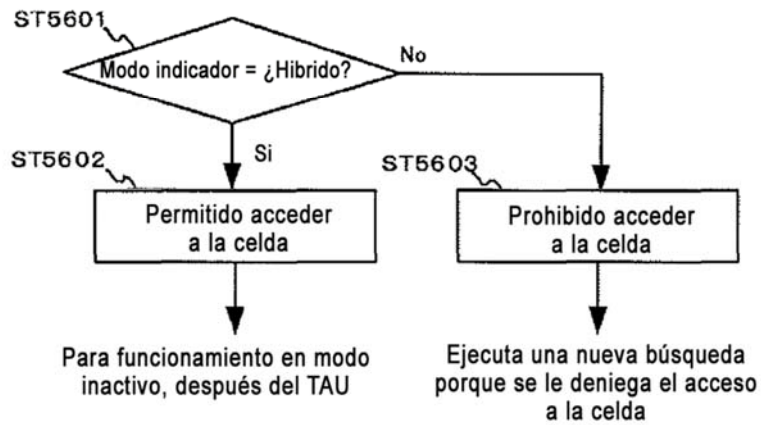 ST5601
Modo indicador = ¿Hibrido?
No
Si
ST5602
ST5603
Permitido acceder
a la celda
Prohibido acceder
a la celda
Para funcionamiento en modo
inactivo, después del TAU
Ejecuta una nueva búsqueda
porque se le deniega el acceso
a la celda